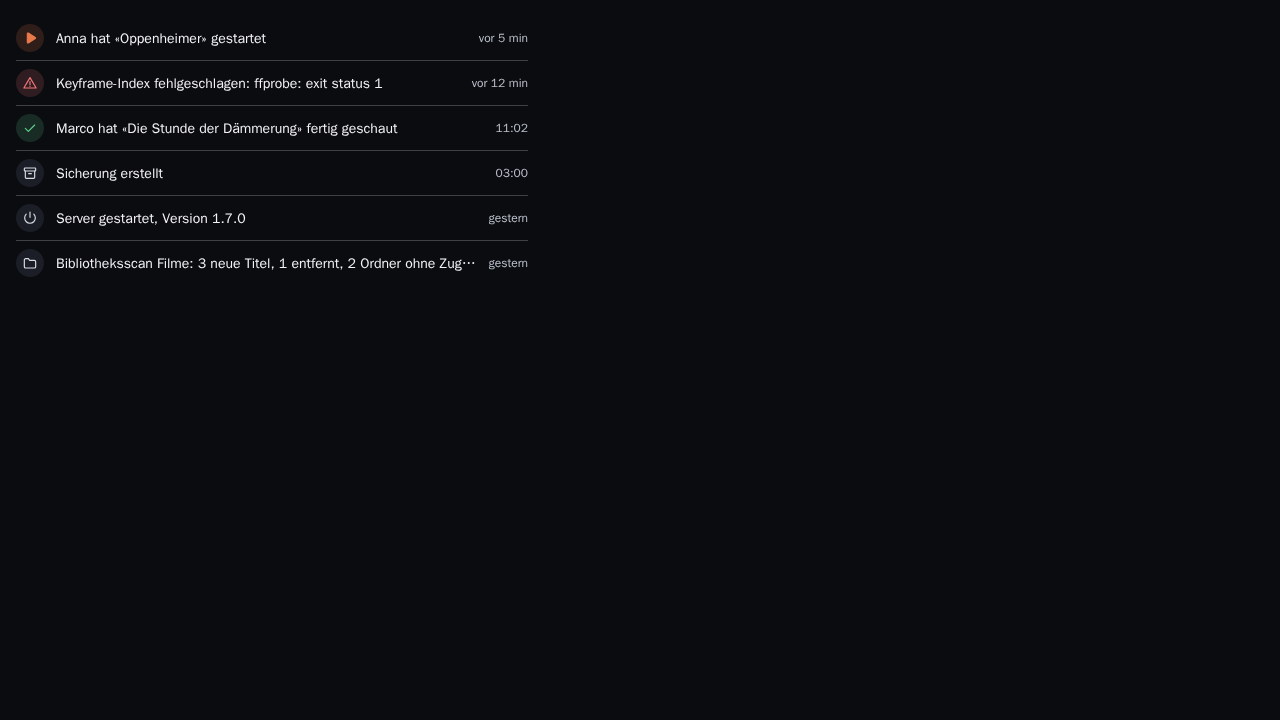 Anna hat «Oppenheimer» gestartet vor 5 min
Keyframe-Index fehlgeschlagen: ffprobe: exit status 1 vor 12 min
Marco hat «Die Stunde der Dämmerung» fertig geschaut 11:02
Sicherung erstellt 03:00
Server gestartet, Version 1.7.0 gestern
Bibliotheksscan Filme: 3 neue Titel, 1 entfernt, 2 Ordner ohne Zug… gestern